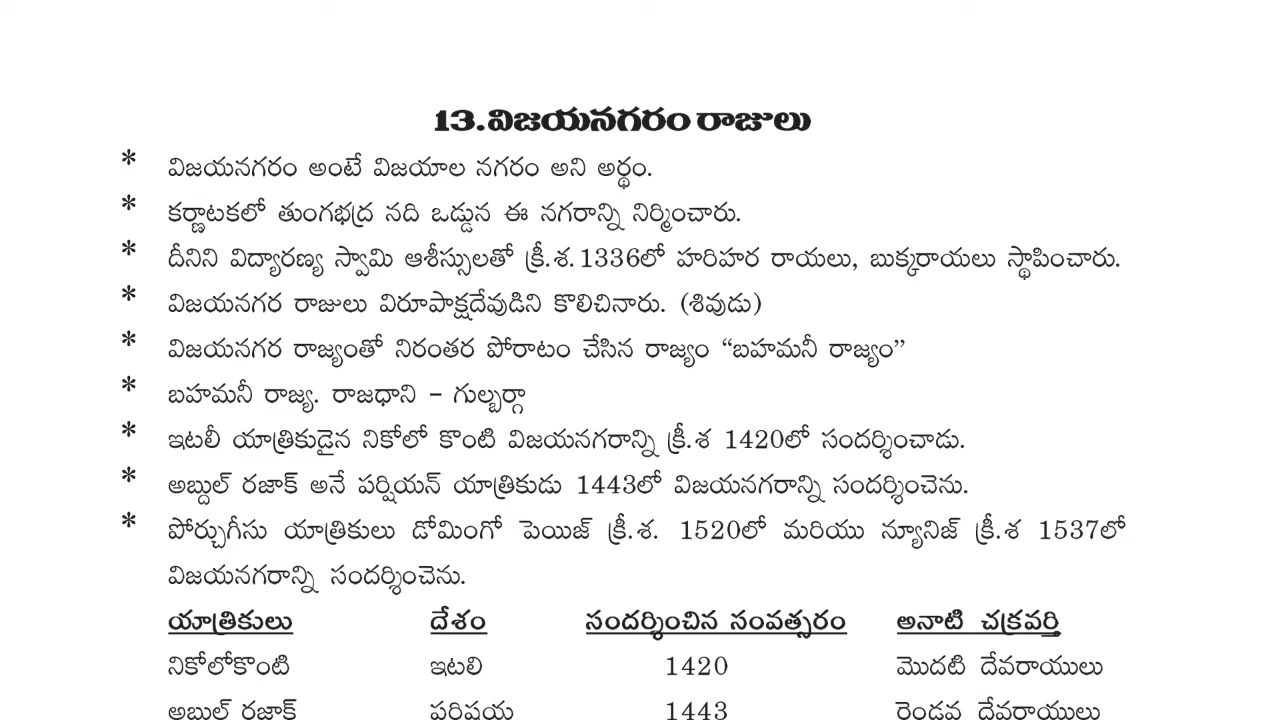 13.విజయనగరం రాజులు
* విజయనగరం అంటే విజయాల నగరం అని అర్థం.
* కర్ణాటకలో తుంగభద్ర నది ఒడ్డున ఈ నగరాన్ని నిర్మించారు.
* దీనిని విద్యారణ్య స్వామి ఆశీస్సులతో క్రీ.శ.1336లో హరిహర రాయలు, బుక్కరాయలు స్థాపించారు.
* విజయనగర రాజులు విరూపాక్షదేవుడిని కొలిచినారు. (శివుడు)
* విజయనగర రాజ్యంతో నిరంతర పోరాటం చేసిన రాజ్యం “బహమనీ రాజ్యం”
* బహమనీ రాజ్య. రాజధాని - గుల్బర్గా
* ఇటలీ యాత్రికుడైన నికోలో కొంటి విజయనగరాన్ని క్రీ.శ 1420లో సందర్శించాడు.
* అబ్దుల్ రజాక్ అనే పర్షియన్ యాత్రికుడు 1443లో విజయనగరాన్ని సందర్శించెను.
* పోర్చుగీసు యాత్రికులు డోమింగో పెయిజ్ క్రీ.శ. 1520లో మరియు న్యూనిజ్ క్రీ.శ 1537లో
విజయనగరాన్ని సందర్శించెను.
యాత్రికులు దేశం సందర్శించిన సంవత్సరం అనాటి చక్రవర్తి
నికోలోకొంటి ఇటలి 1420 మొదటి దేవరాయులు
అబ్దుల్ రజాక్ పర్షియ 1443 రెండవ దేవరాయులు